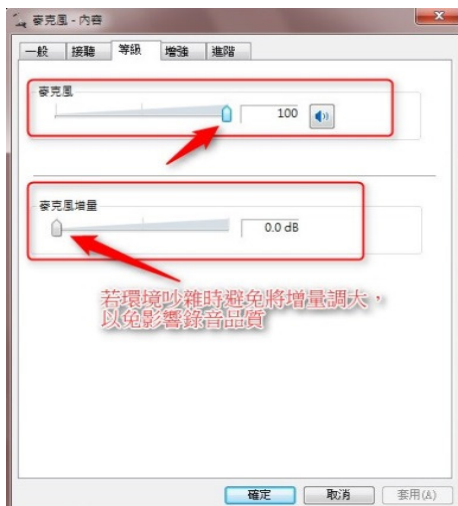 麥克風 - 內容
一般 接聽 等級 增強 進階
麥克風
100
麥克風增量
0.0 dB
若環境吵雜時避免將增量調大，
以免影響錄音品質
確定 取消 套用(A)